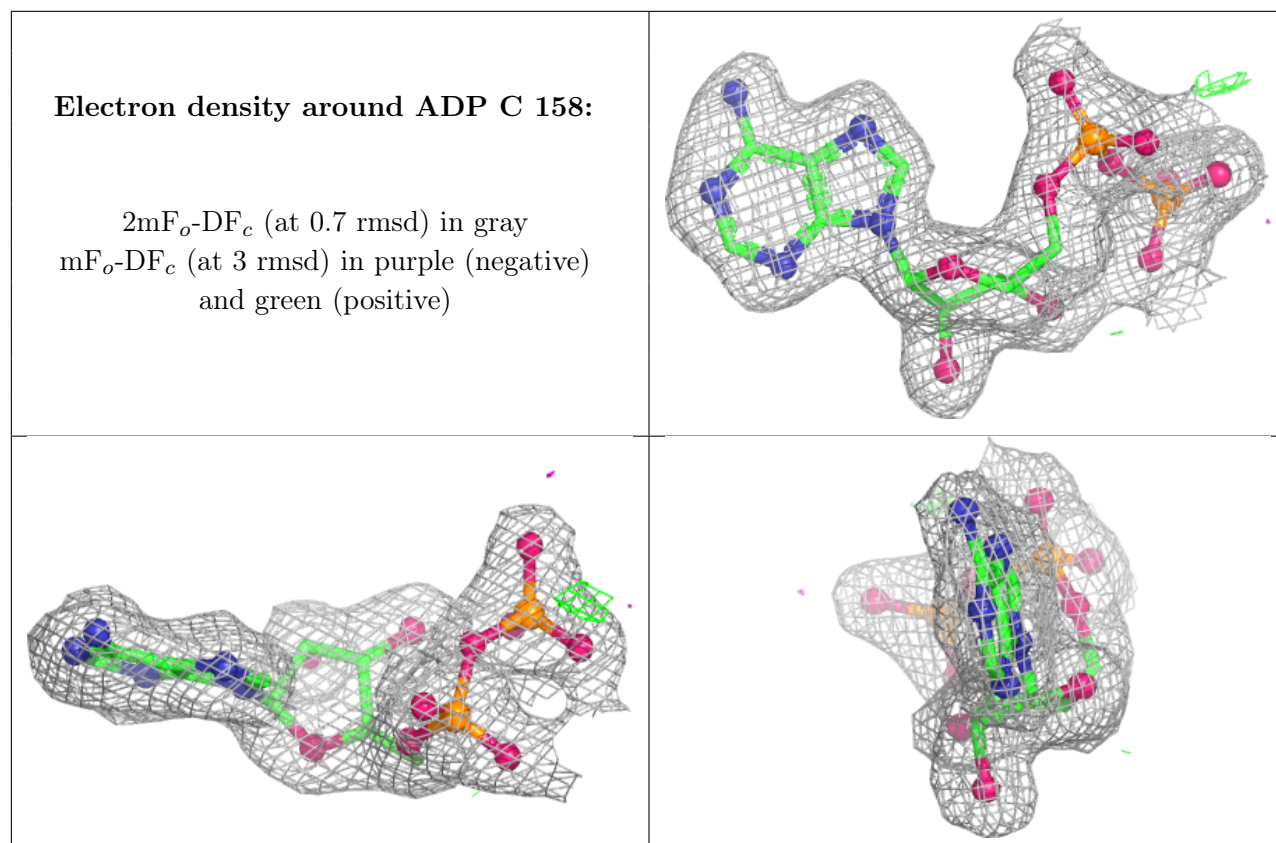 Electron density around ADP C 158:
2mFo-DFc (at 0.7 rmsd) in gray
mFo-DFc (at 3 rmsd) in purple (negative)
and green (positive)